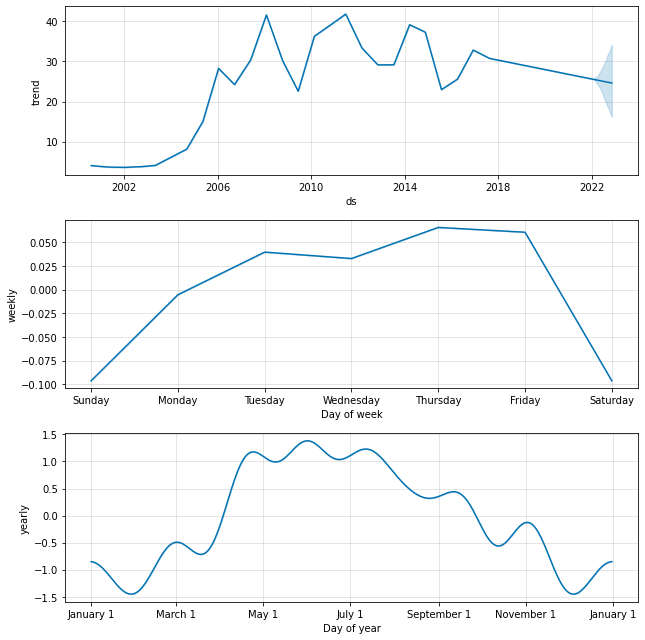 trend
40
30
20
10
2002 2006 2010 2014 2018 2022
ds
weekly
0.050
0.025
0.000
−0.025
−0.050
−0.075
−0.100
Sunday Monday Tuesday Wednesday Thursday Friday Saturday
Day of week
yearly
1.5
1.0
0.5
0.0
−0.5
−1.0
−1.5
January 1 March 1 May 1 July 1 September 1 November 1 January 1
Day of year